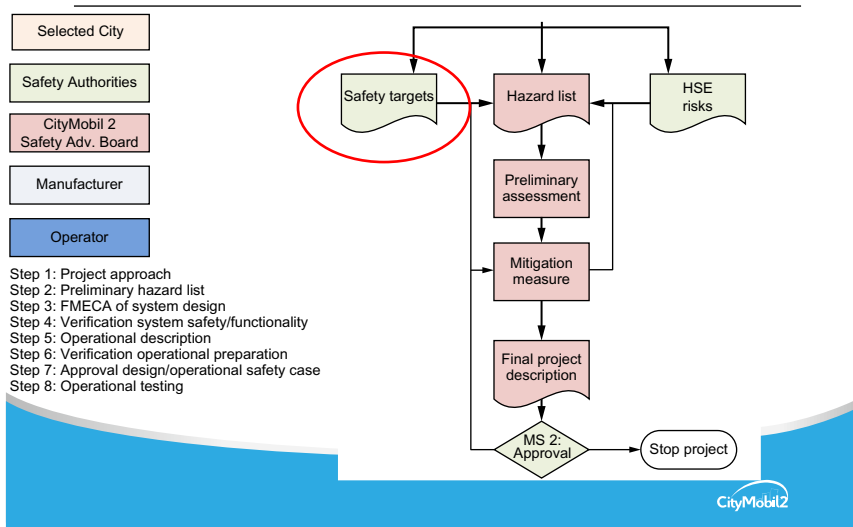 Selected City
Safety Authorities
CityMobil 2
Safety Adv. Board
Manufacturer
Operator
Step 1: Project approach
Step 2: Preliminary hazard list
Step 3: FMECA of system design
Step 4: Verification system safety/functionality
Step 5: Operational description
Step 6: Verification operational preparation
Step 7: Approval design/operational safety case
Step 8: Operational testing
Safety targets
Hazard list
HSE
risks
Preliminary
assessment
Mitigation
measure
Final project
description
MS 2:
Approval
Stop project
CityMobil2